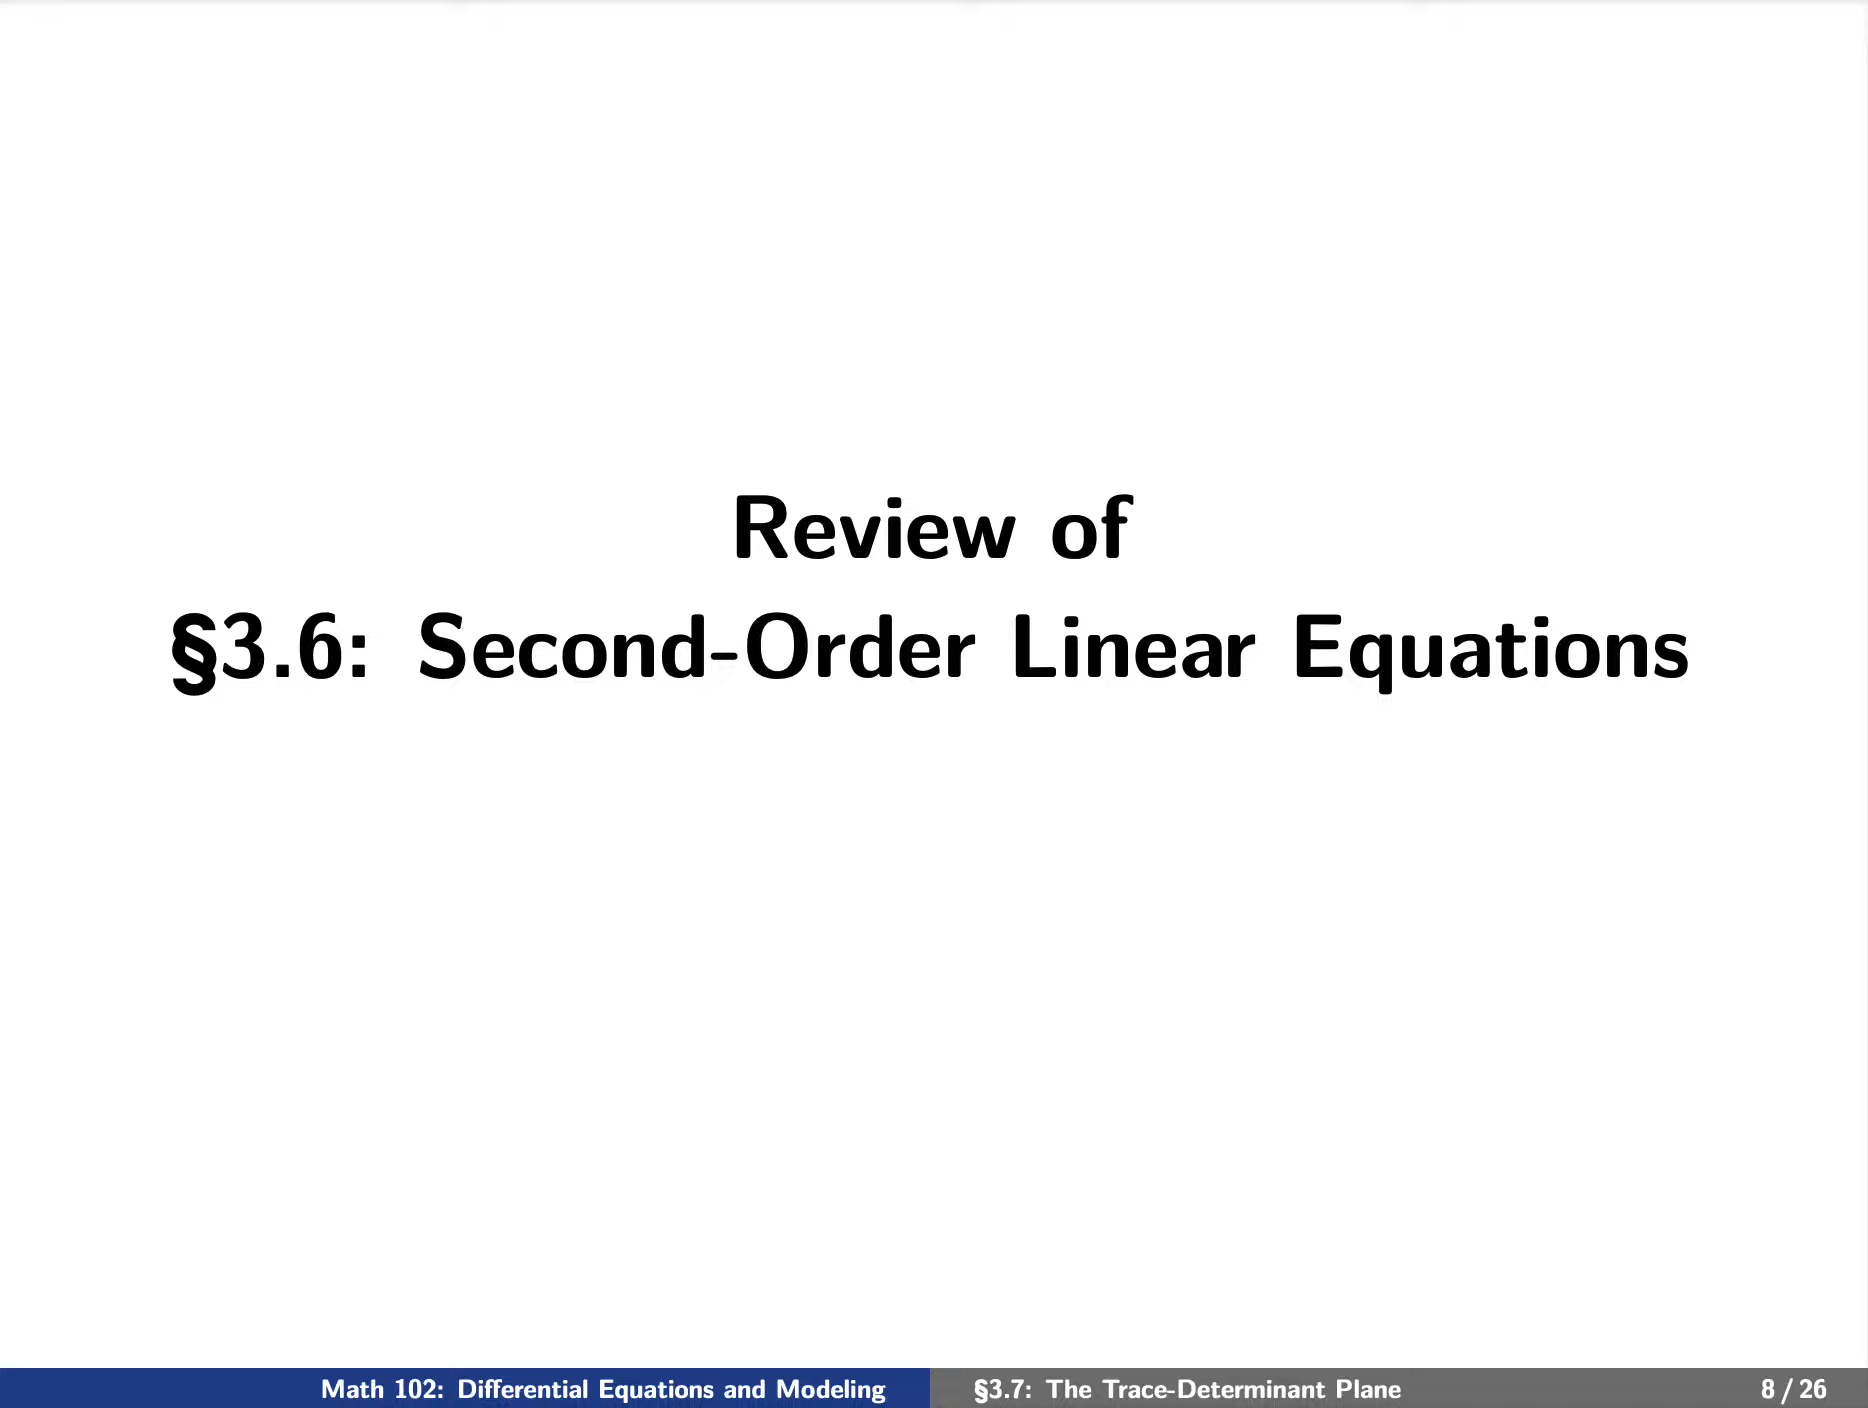 Review of
§3.6: Second-Order Linear Equations
Math 102: Differential Equations and Modeling
§3.7: The Trace-Determinant Plane
8 / 26